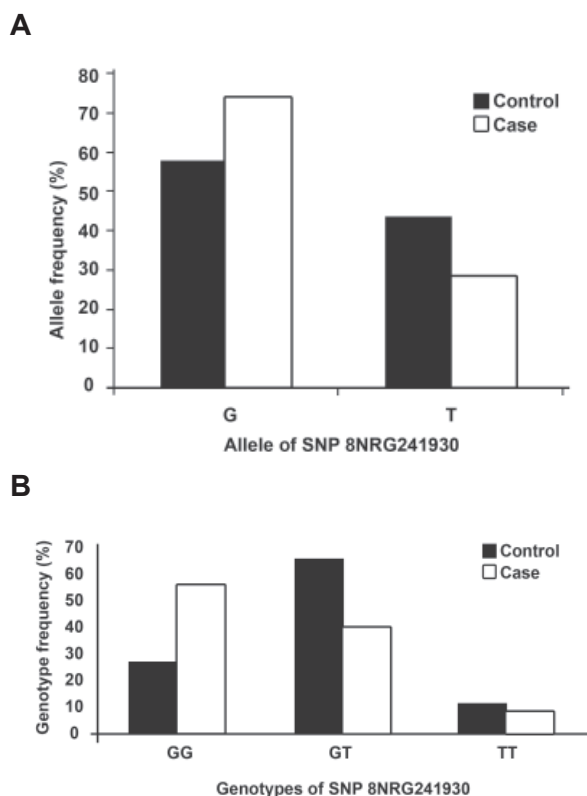 A
Allele frequency (%)
80
70
60
50
40
30
20
10
0
Control
Case
G T
Allele of SNP 8NRG241930
B
Genotype frequency (%)
70
60
50
40
30
20
10
0
Control
Case
GG GT TT
Genotypes of SNP 8NRG241930